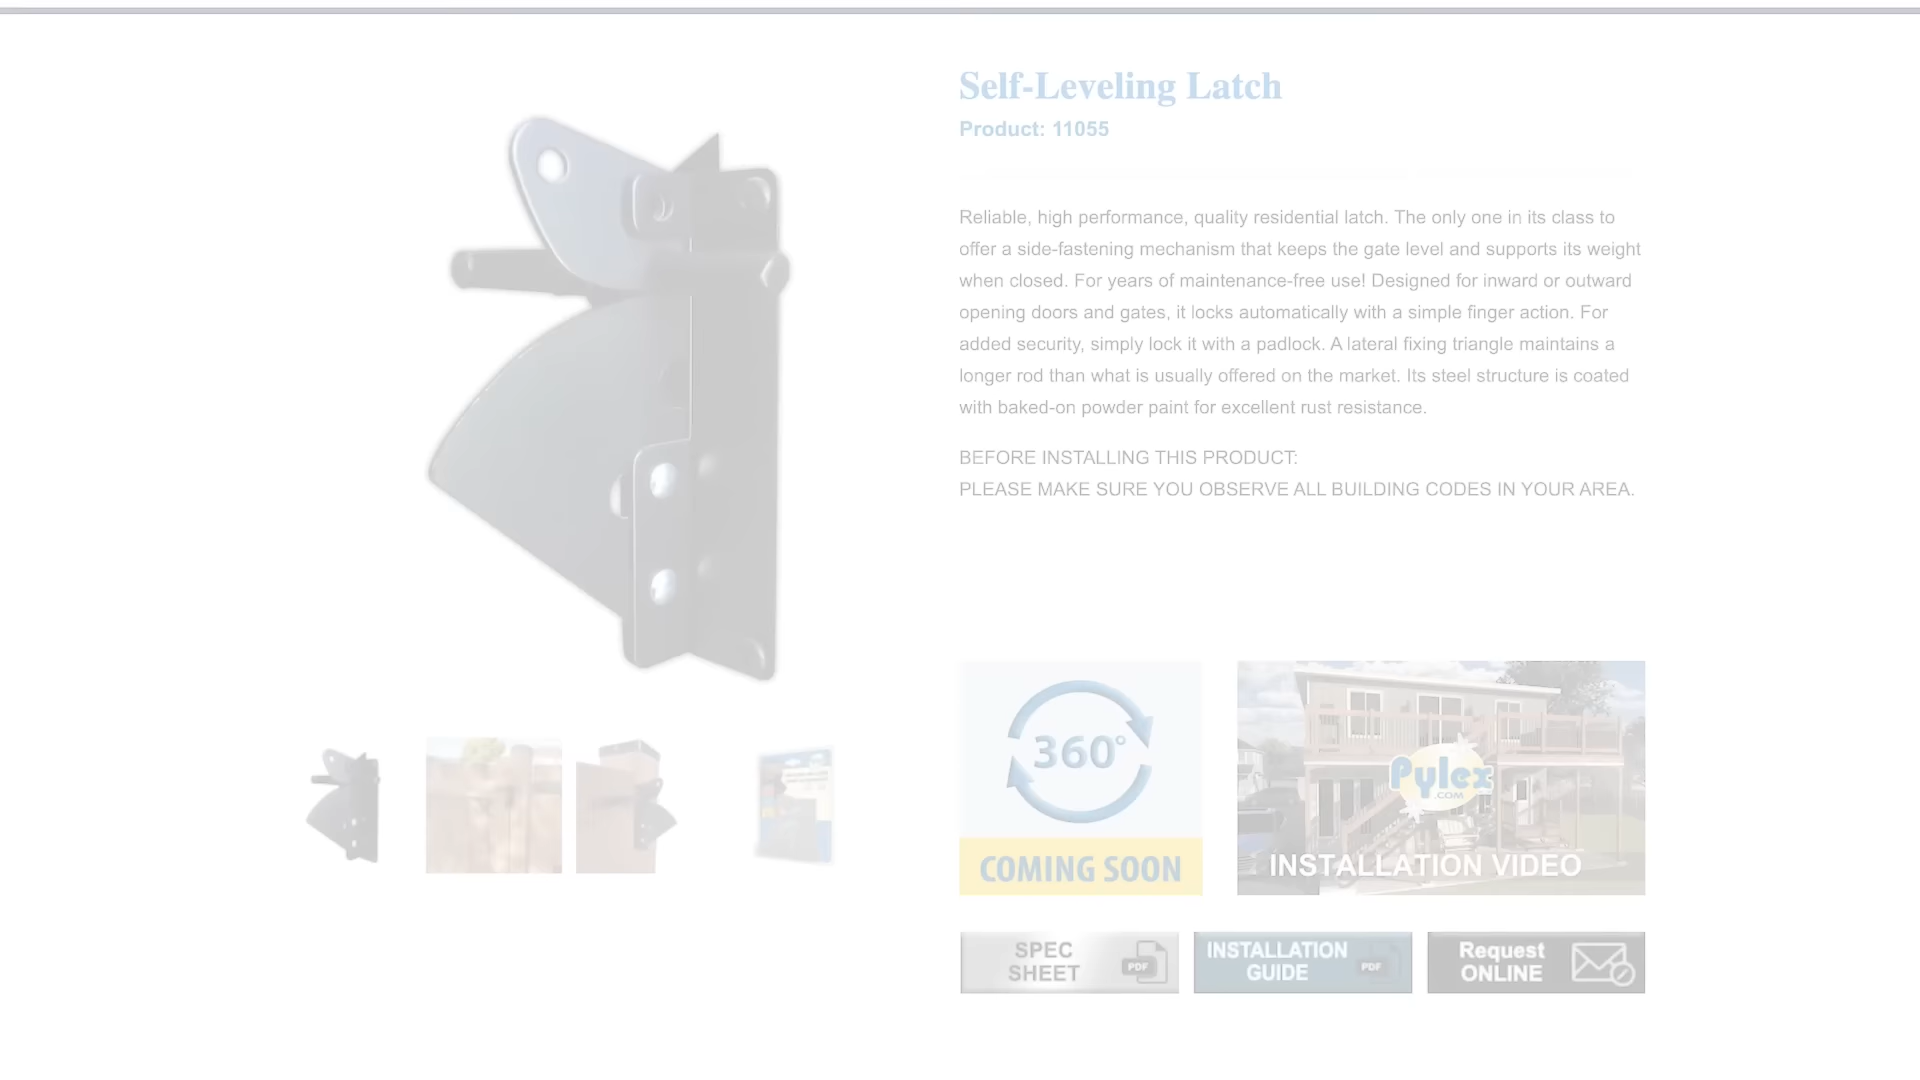 Self-Leveling Latch
Product: 11055
Reliable, high performance, quality residential latch. The only one in its class to
offer a side-fastening mechanism that keeps the gate level and supports its weight
when closed. For years of maintenance-free use! Designed for inward or outward
opening doors and gates, it locks automatically with a simple finger action. For
added security, simply lock it with a padlock. A lateral fixing triangle maintains a
longer rod than what is usually offered on the market. Its steel structure is coated
with baked-on powder paint for excellent rust resistance.
BEFORE INSTALLING THIS PRODUCT:
PLEASE MAKE SURE YOU OBSERVE ALL BUILDING CODES IN YOUR AREA.
360°
COMING SOON
Pylex
.COM
INSTALLATION VIDEO
SPEC
SHEET
PDF
INSTALLATION
GUIDE
PDF
Request
ONLINE